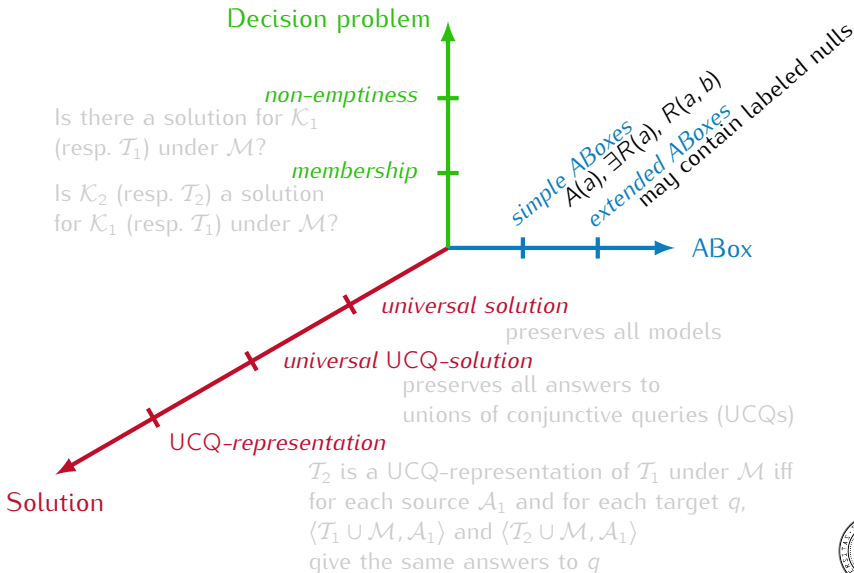 Decision problem
non-emptiness
Is there a solution for 𝒦₁
(resp. 𝒯₁) under ℳ?
membership
Is 𝒦₂ (resp. 𝒯₂) a solution
for 𝒦₁ (resp. 𝒯₁) under ℳ?
simple ABoxes
A(a), ∃R(a), R(a, b)
extended ABoxes
may contain labeled nulls
ABox
universal solution
preserves all models
universal UCQ-solution
preserves all answers to
unions of conjunctive queries (UCQs)
UCQ-representation
𝒯₂ is a UCQ-representation of 𝒯₁ under ℳ iff
for each source 𝒜₁ and for each target q,
⟨𝒯₁ ∪ ℳ, 𝒜₁⟩ and ⟨𝒯₂ ∪ ℳ, 𝒜₁⟩
give the same answers to q
Solution